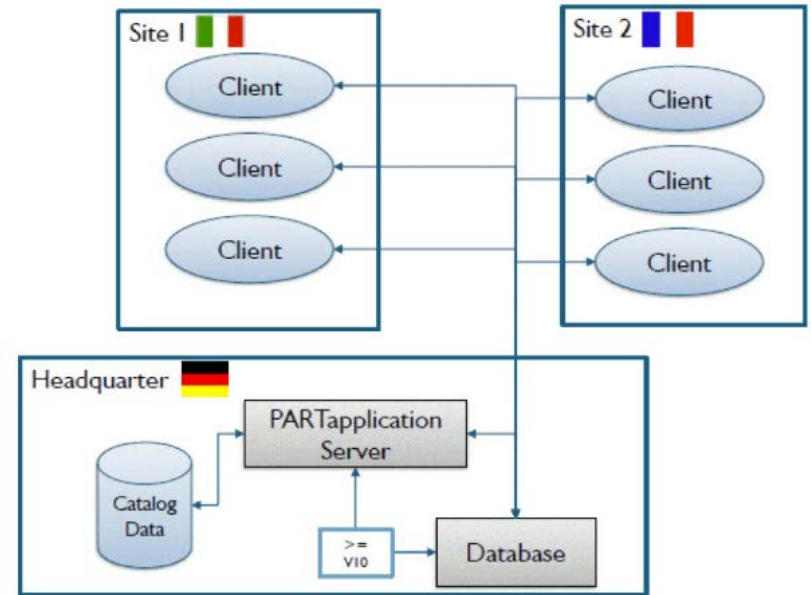 Site 1
Client
Client
Client
Site 2
Client
Client
Client
Headquarter
PARTapplication
Server
Catalog
Data
>=
V10
Database